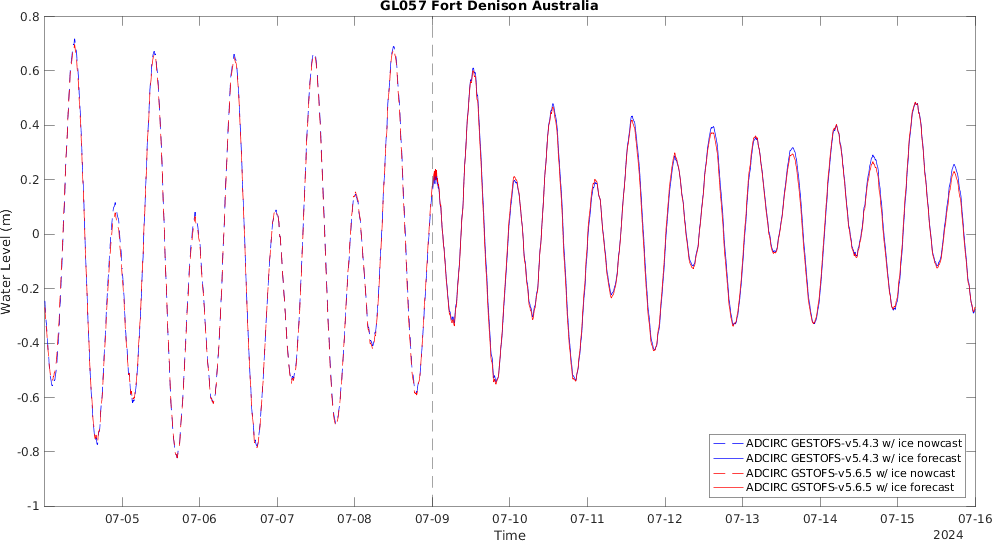 GL057 Fort Denison Australia
Water Level (m)
0.8
0.6
0.4
0.2
0
-0.2
-0.4
-0.6
-0.8
-1
07-05 07-06 07-07 07-08 07-09 07-10 07-11 07-12 07-13 07-14 07-15 07-16
Time
2024
ADCIRC GESTOFS-v5.4.3 w/ ice nowcast
ADCIRC GESTOFS-v5.4.3 w/ ice forecast
ADCIRC GSTOFS-v5.6.5 w/ ice nowcast
ADCIRC GSTOFS-v5.6.5 w/ ice forecast